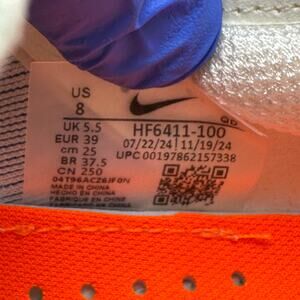 US
8
UK 5.5
EUR 39
cm 25
BR 37.5
CN 250
QD
HF6411-100
07/22/24 11/19/24
UPC 00197862157338
MADE IN CHINA
HECHO EN CHINA
FABRIQUE EN CHINE